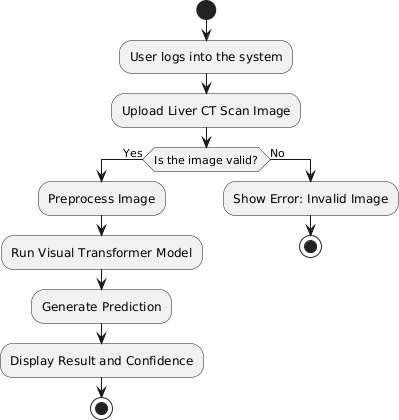 User logs into the system
Upload Liver CT Scan Image
Yes
Is the image valid?
No
Preprocess Image
Show Error: Invalid Image
Run Visual Transformer Model
Generate Prediction
Display Result and Confidence